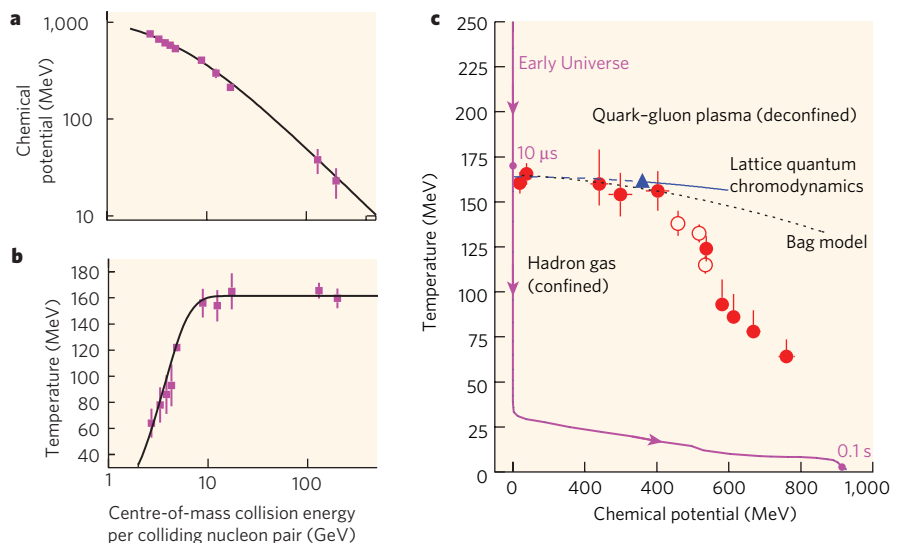 a
1,000
100
10
Chemical
potential (MeV)
b
180
160
140
120
100
80
60
40
Temperature (MeV)
1 10 100
Centre-of-mass collision energy
per colliding nucleon pair (GeV)
c
250
225
200
175
150
125
100
75
50
25
0
Temperature (MeV)
Early Universe
Quark–gluon plasma (deconfined)
10 μs
Lattice quantum
chromodynamics
Bag model
Hadron gas
(confined)
0.1 s
0 400 400 600 800 1,000
Chemical potential (MeV)